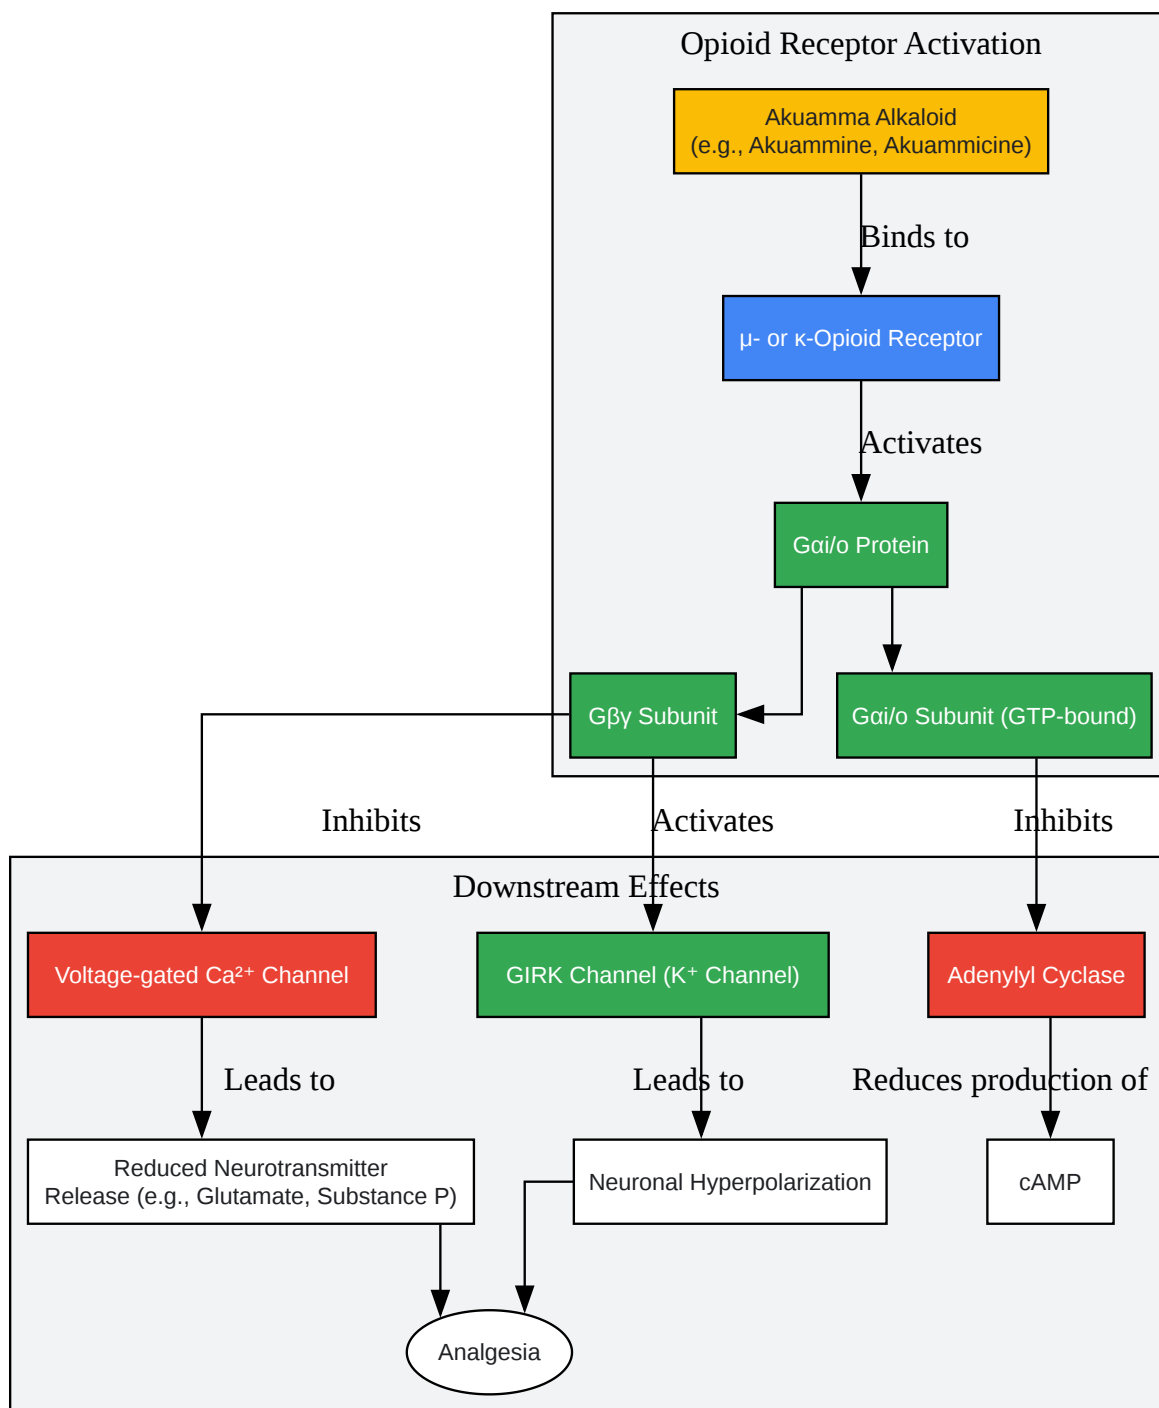 Opioid Receptor Activation
Akuamma Alkaloid
(e.g., Akuammine, Akuammicine)
Binds to
μ- or κ-Opioid Receptor
Activates
Gαi/o Protein
Gβγ Subunit
Gαi/o Subunit (GTP-bound)
Inhibits
Activates
Inhibits
Downstream Effects
Voltage-gated Ca²⁺ Channel
GIRK Channel (K⁺ Channel)
Adenylyl Cyclase
Leads to
Leads to
Reduces production of
Reduced Neurotransmitter
Release (e.g., Glutamate, Substance P)
Neuronal Hyperpolarization
cAMP
Analgesia